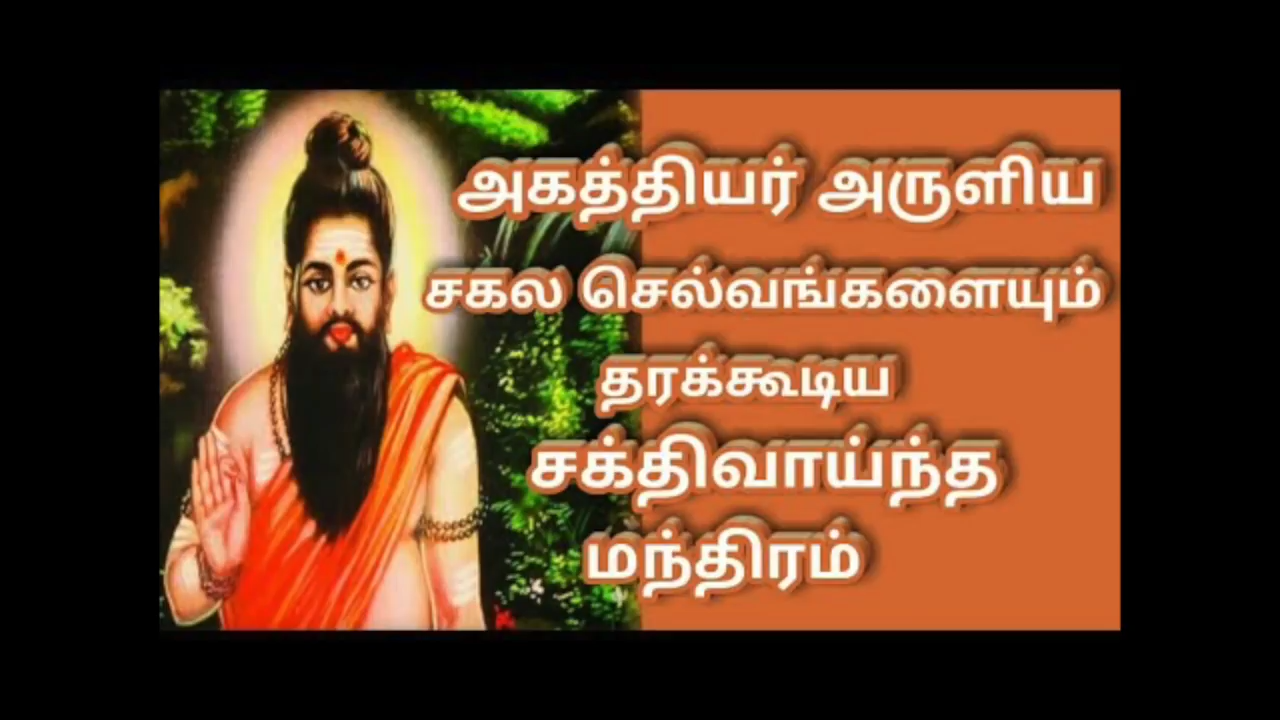 அகத்தியர் அருளிய
சகல செல்வங்களையும்
தரக்கூடிய
சக்திவாய்ந்த
மந்திரம்